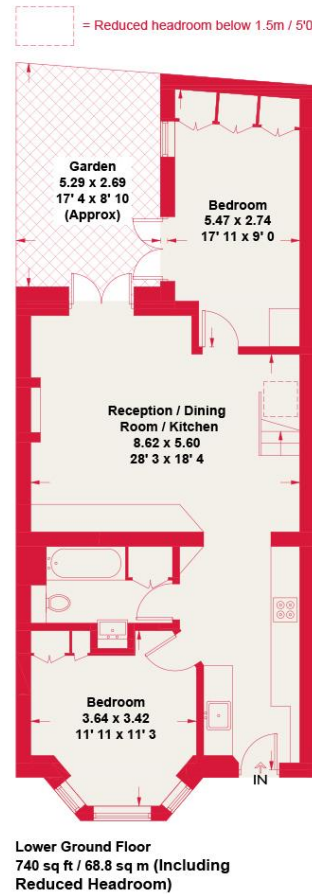 = Reduced headroom below 1.5m / 5'0
Garden
5.29 x 2.69
17' 4 x 8' 10
(Approx)
Bedroom
5.47 x 2.74
17' 11 x 9' 0
Reception / Dining
Room / Kitchen
8.62 x 5.60
28' 3 x 18' 4
Bedroom
3.64 x 3.42
11' 11 x 11' 3
IN
Lower Ground Floor
740 sq ft / 68.8 sq m (Including
Reduced Headroom)